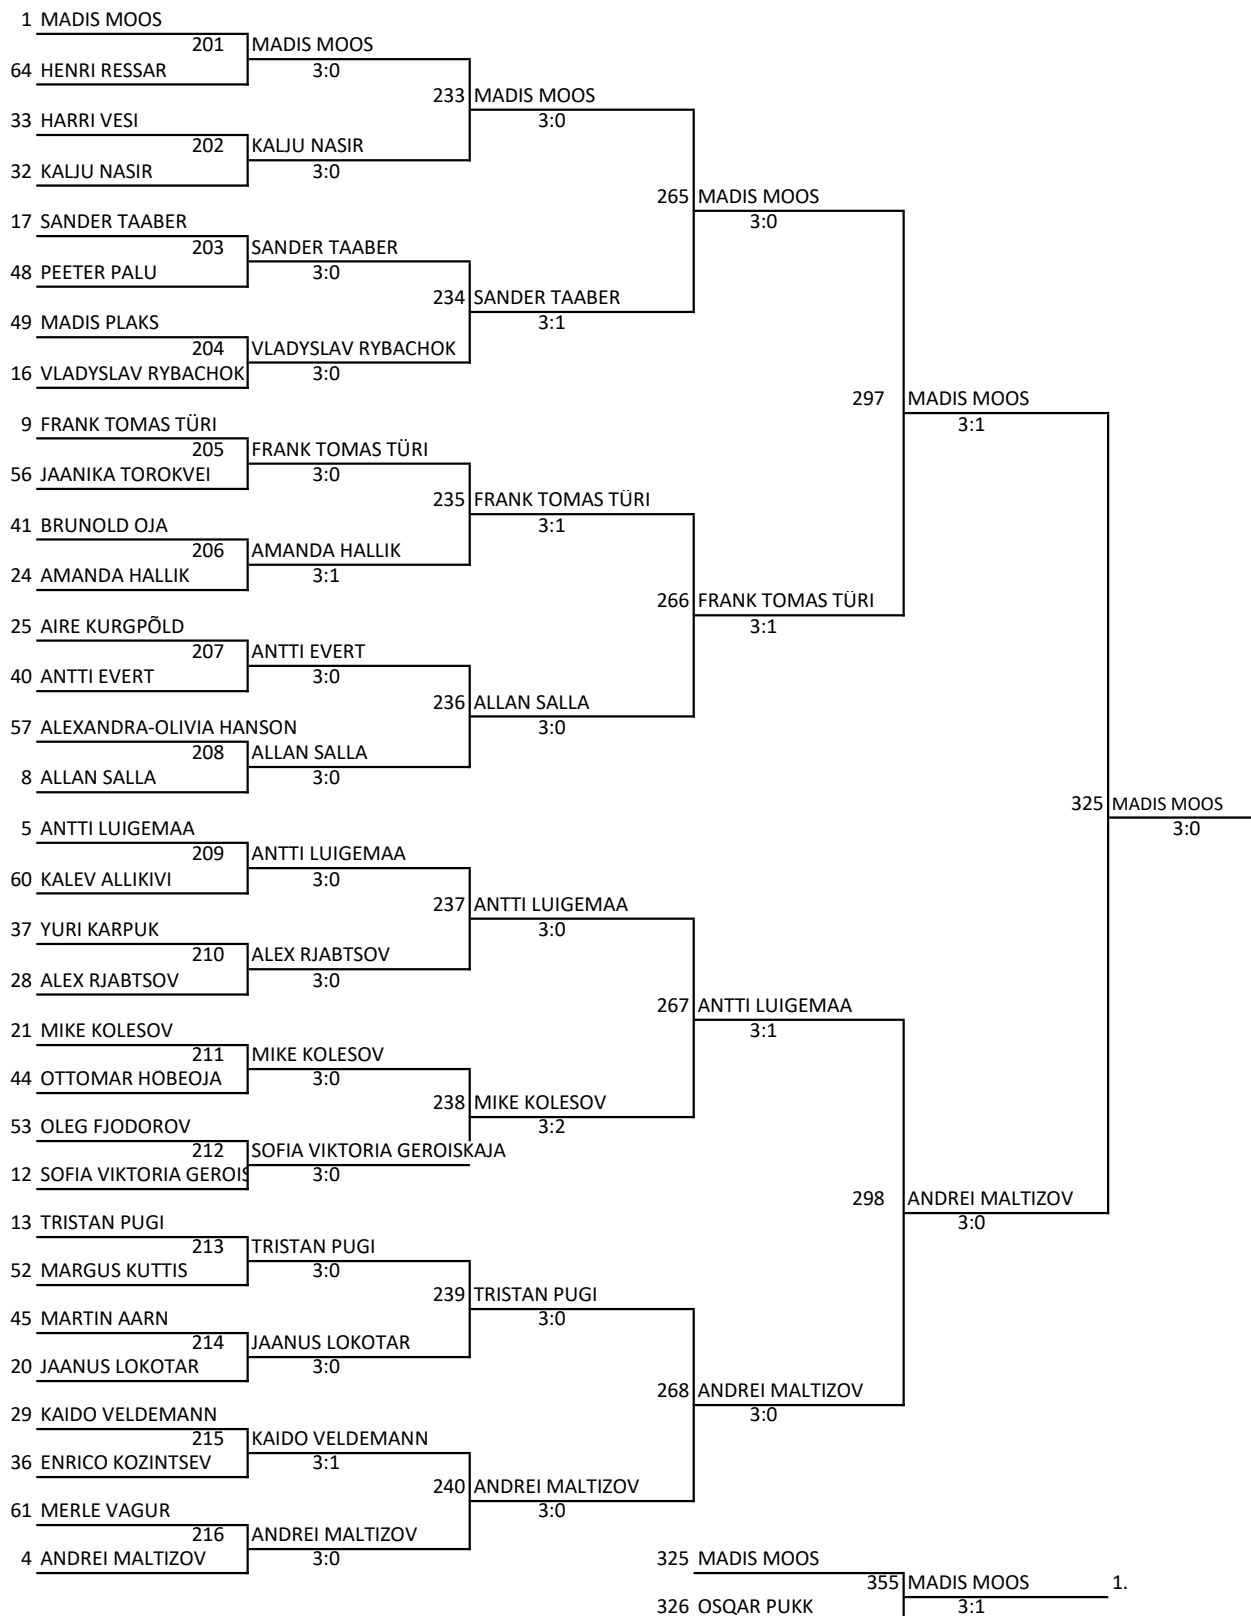 1 MADIS MOOS
201 MADIS MOOS
64 HENRI RESSAR 3:0
233 MADIS MOOS
33 HARRI VESI 3:0
202 KALJU NASIR
32 KALJU NASIR 3:0
265 MADIS MOOS
17 SANDER TAABER 3:0
203 SANDER TAABER
48 PEETER PALU 3:0
234 SANDER TAABER
49 MADIS PLAKS 3:1
204 VLADYSLAV RYBACHOK
16 VLADYSLAV RYBACHOK 3:0
297 MADIS MOOS
9 FRANK TOMAS TÜRI 3:1
205 FRANK TOMAS TÜRI
56 JAANIKA TOROKVEI 3:0
235 FRANK TOMAS TÜRI
41 BRUNOLD OJA 3:1
206 AMANDA HALLIK
24 AMANDA HALLIK 3:1
266 FRANK TOMAS TÜRI
25 AIRE KURGPÕLD 3:1
207 ANTTI EVERT
40 ANTTI EVERT 3:0
236 ALLAN SALLA
57 ALEXANDRA-OLIVIA HANSON 3:0
208 ALLAN SALLA
8 ALLAN SALLA 3:0
325 MADIS MOOS
5 ANTTI LUIGEMAA 3:0
209 ANTTI LUIGEMAA
60 KALEV ALLIKIVI 3:0
237 ANTTI LUIGEMAA
37 YURI KARPUK 3:0
210 ALEX RJABTSOV
28 ALEX RJABTSOV 3:0
267 ANTTI LUIGEMAA
21 MIKE KOLESOV 3:1
211 MIKE KOLESOV
44 OTTOMAR HÕBEOJA 3:0
238 MIKE KOLESOV
53 OLEG FJODOROV 3:2
212 SOFIA VIKTORIA GEROISKAJA
12 SOFIA VIKTORIA GEROIS 3:0
298 ANDREI MALTIZOV
13 TRISTAN PUGI 3:0
213 TRISTAN PUGI
52 MARGUS KUTTIS 3:0
239 TRISTAN PUGI
45 MARTIN AARN 3:0
214 JAANUS LOKOTAR
20 JAANUS LOKOTAR 3:0
268 ANDREI MALTIZOV
29 KAIDO VELDEMANN 3:0
215 KAIDO VELDEMANN
36 ENRICO KOZINTSEV 3:1
240 ANDREI MALTIZOV
61 MERLE VAGUR 3:0
216 ANDREI MALTIZOV
4 ANDREI MALTIZOV 3:0
325 MADIS MOOS
355 MADIS MOOS 1.
326 OSQAR PUKK 3:1